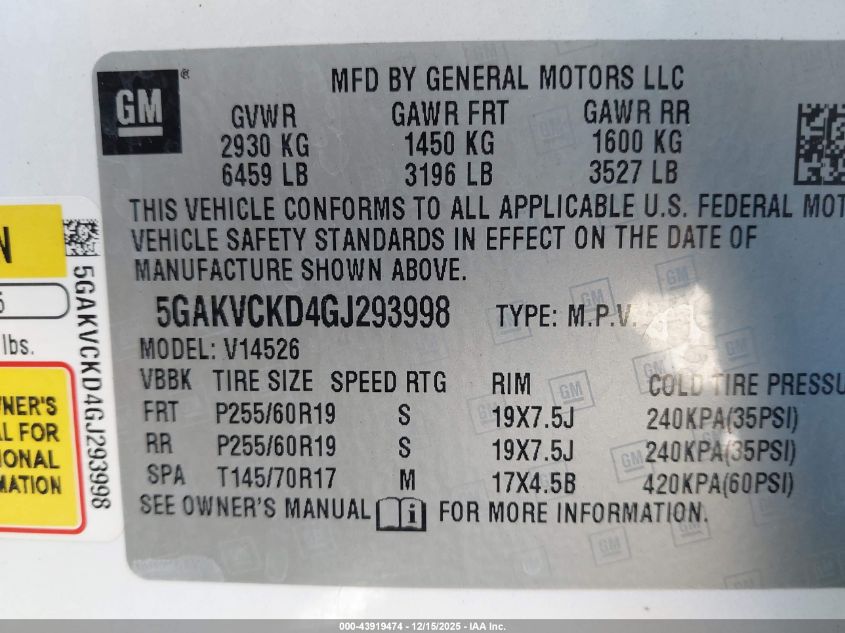 GM
®
MFD BY GENERAL MOTORS LLC
GVWR GAWR FRT GAWR RR
2930 KG 1450 KG 1600 KG
6459 LB 3196 LB 3527 LB
THIS VEHICLE CONFORMS TO ALL APPLICABLE U.S. FEDERAL MOT
VEHICLE SAFETY STANDARDS IN EFFECT ON THE DATE OF
MANUFACTURE SHOWN ABOVE.
5GAKVCKD4GJ293998 TYPE: M.P.V.
MODEL: V14526
VBBK TIRE SIZE SPEED RTG RIM COLD TIRE PRESSU
FRT P255/60R19 S 19X7.5J 240KPA(35PSI)
RR P255/60R19 S 19X7.5J 240KPA(35PSI)
SPA T145/70R17 M 17X4.5B 420KPA(60PSI)
SEE OWNER'S MANUAL i FOR MORE INFORMATION.
N
lbs.
NER'S
AL FOR
IONAL
MATION
5GAKVCKD4GJ293998
000-43919474 - 12/15/2025 - IAA Inc.